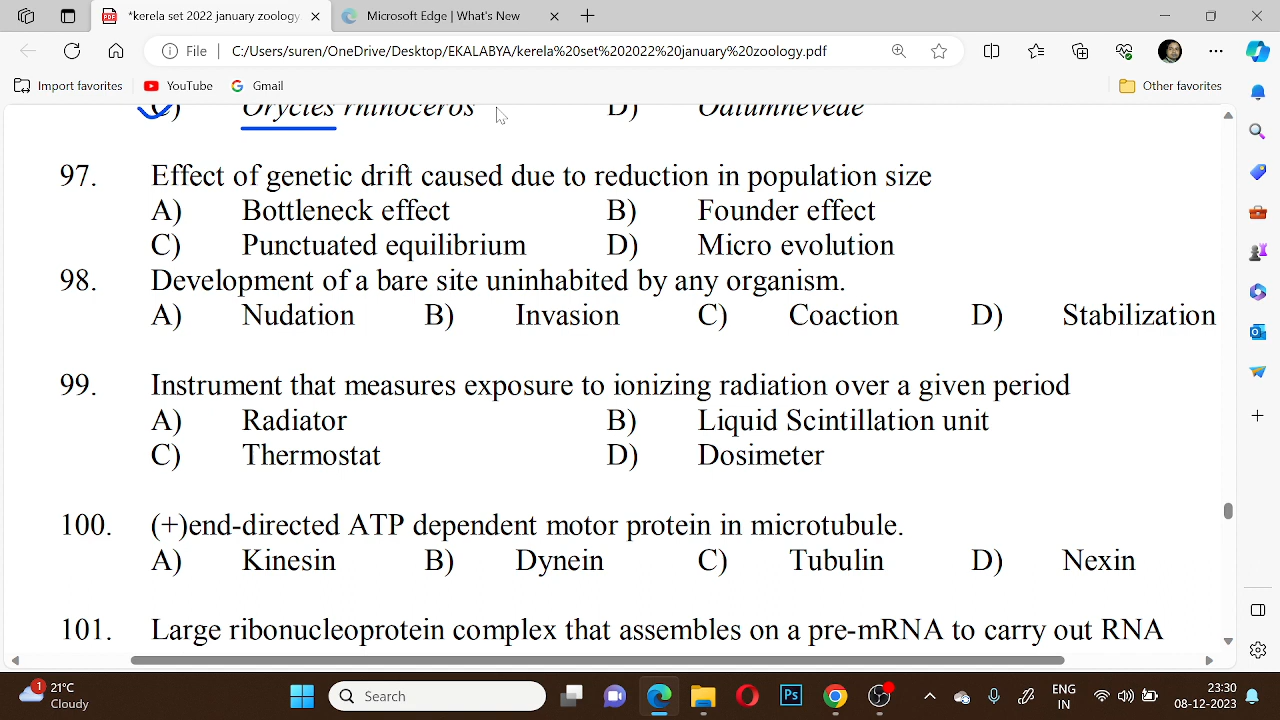 *kerela set 2022 january zoology
Microsoft Edge | What's New
File
C:/Users/suren/OneDrive/Desktop/EKALABYA/kerela%20set%202022%20january%20zoology.pdf
Import favorites
YouTube
Gmail
Other favorites
C) Oryctes rhinoceros D)
97. Effect of genetic drift caused due to reduction in population size
A) Bottleneck effect B) Founder effect
C) Punctuated equilibrium D) Micro evolution
98. Development of a bare site uninhabited by any organism.
A) Nudation B) Invasion C) Coaction D) Stabilization
99. Instrument that measures exposure to ionizing radiation over a given period
A) Radiator B) Liquid Scintillation unit
C) Thermostat D) Dosimeter
100. (+)end-directed ATP dependent motor protein in microtubule.
A) Kinesin B) Dynein C) Tubulin D) Nexin
101. Large ribonucleoprotein complex that assembles on a pre-mRNA to carry out RNA
1
21°C
Cloudy
Search
Ps
ENG
IN
23:30
08-12-2023